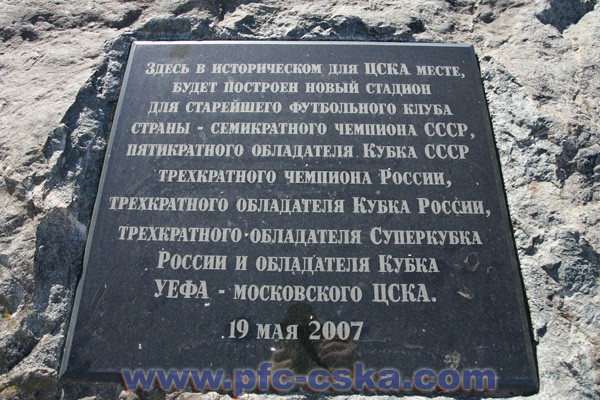 Здесь в историческом для ЦСКА месте,
будет построен новый стадион
для старейшего футбольного клуба
страны - семикратного чемпиона СССР,
пятикратного обладателя Кубка СССР
трехкратного чемпиона России,
трехкратного обладателя Кубка России,
трехкратного обладателя Суперкубка
России и обладателя Кубка
УЕФА - московского ЦСКА.
19 мая 2007
www.pfc-cska.com